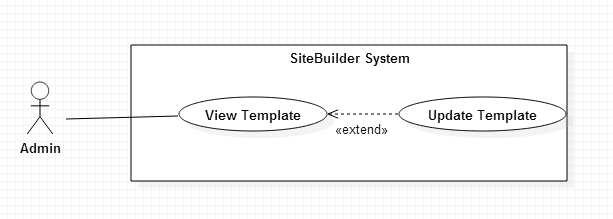 SiteBuilder System
View Template
Update Template
«extend»
Admin